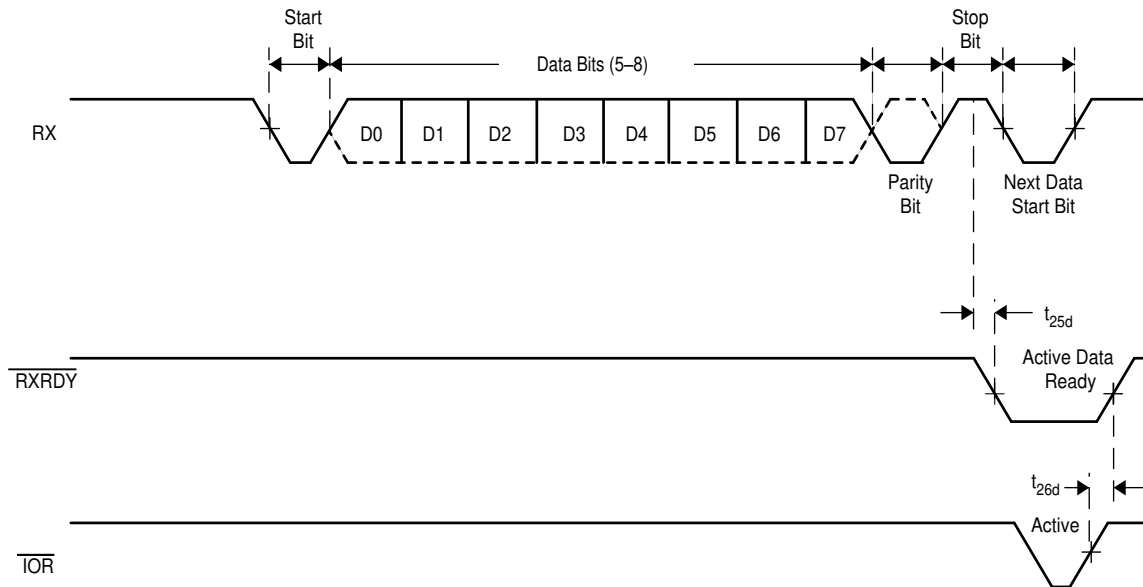 Start
Bit
Data Bits (5–8)
Stop
Bit
RX
D0 D1 D2 D3 D4 D5 D6 D7
Parity
Bit
Next Data
Start Bit
t25d
RXRDY
Active Data
Ready
t26d
Active
IOR